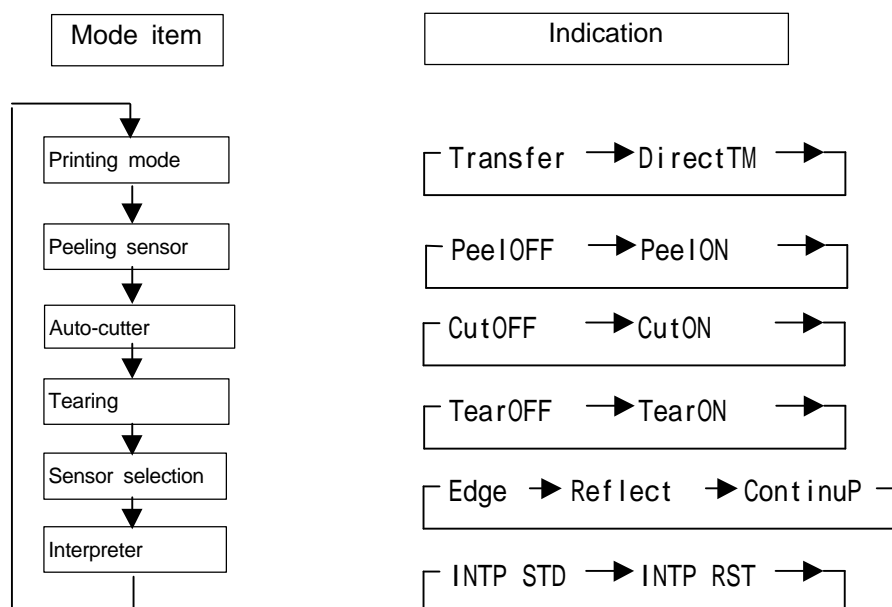 Mode item
Indication
Printing mode
Transfer DirectTM
Peeling sensor
PeelOFF PeelON
Auto-cutter
CutOFF CutON
Tearing
TearOFF TearON
Sensor selection
Edge Reflect ContinuP
Interpreter
INTP STD INTP RST